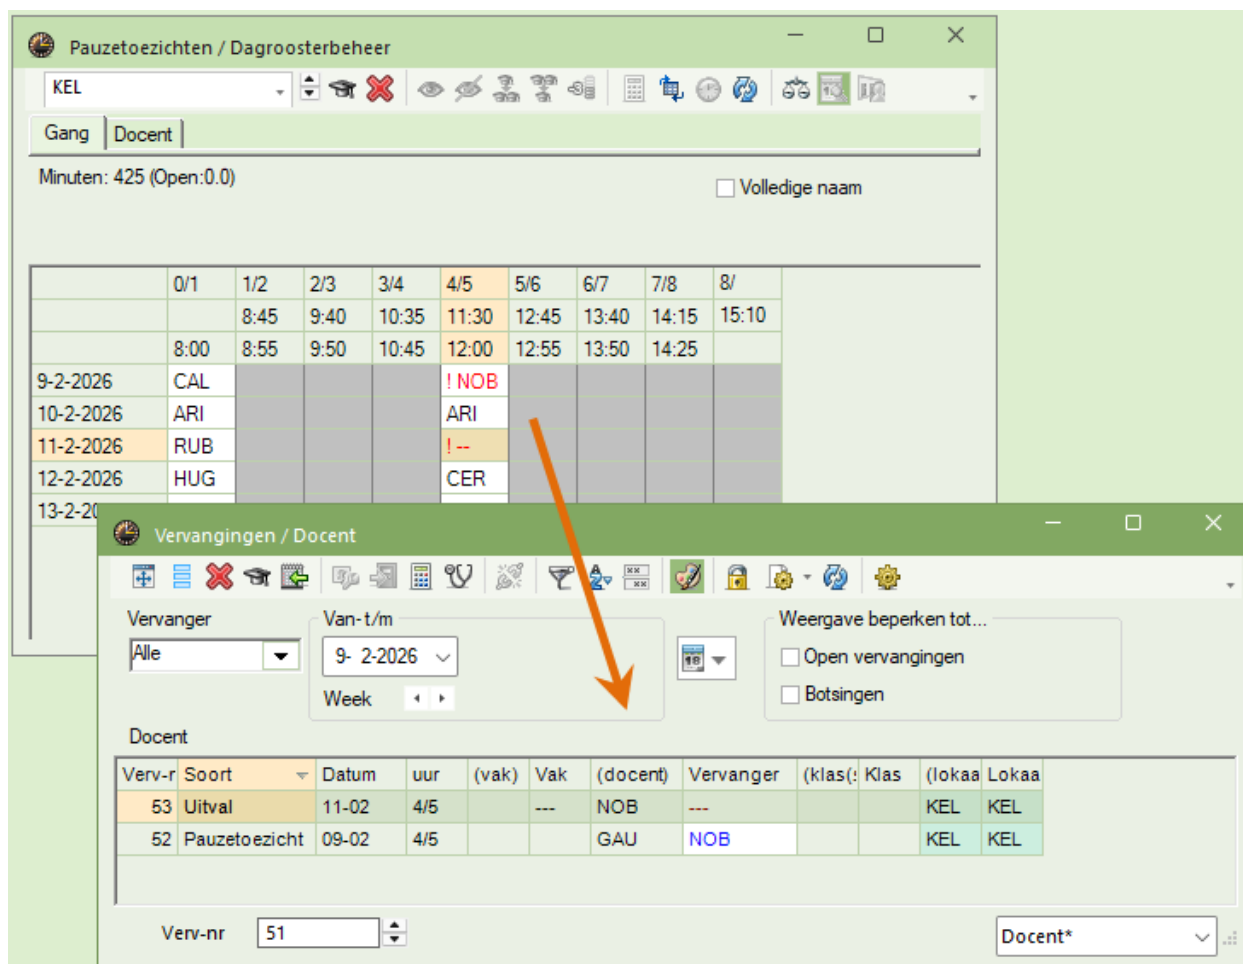 Pauzetoezichten / Dagroosterbeheer
KEL
Gang Docent
Minuten: 425 (Open:0.0)
Volledige naam
0/1 1/2 2/3 3/4 4/5 5/6 6/7 7/8 8/
8:45 9:40 10:35 11:30 12:45 13:40 14:15 15:10
8:00 8:55 9:50 10:45 12:00 12:55 13:50 14:25
9-2-2026 CAL ! NOB
10-2-2026 ARI ARI
11-2-2026 RUB ! --
12-2-2026 HUG CER
13-2-20
Vervangingen / Docent
Vervanger Van- t/m Weergave beperken tot...
Alle 9- 2-2026 18 Open vervangingen
Week Botsingen
Docent
Verv-r Soort Datum uur (vak) Vak (docent) Vervanger (klas(: Klas (lokaa Lokaa
53 Uitval 11-02 4/5 --- NOB --- KEL KEL
52 Pauzetoezicht 09-02 4/5 GAU NOB KEL KEL
Verv-nr 51 Docent*